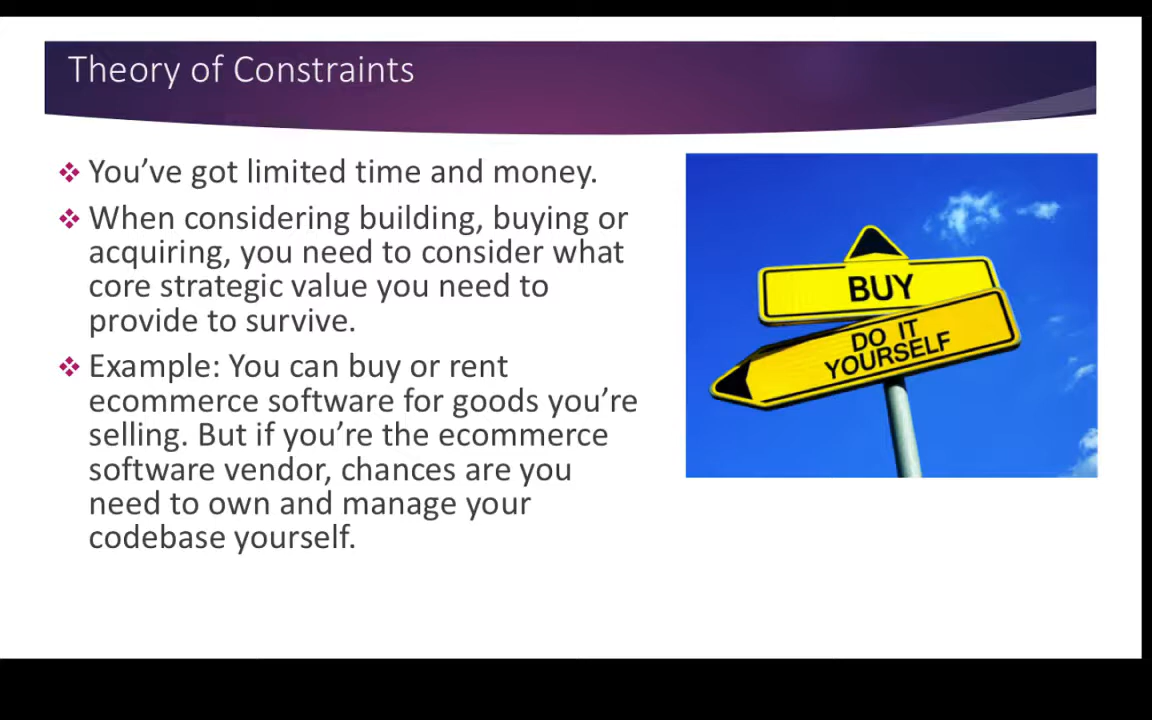 Theory of Constraints
You’ve got limited time and money.
When considering building, buying or
acquiring, you need to consider what
core strategic value you need to
provide to survive.
Example: You can buy or rent
ecommerce software for goods you’re
selling. But if you’re the ecommerce
software vendor, chances are you
need to own and manage your
codebase yourself.
BUY
DO IT
YOURSELF